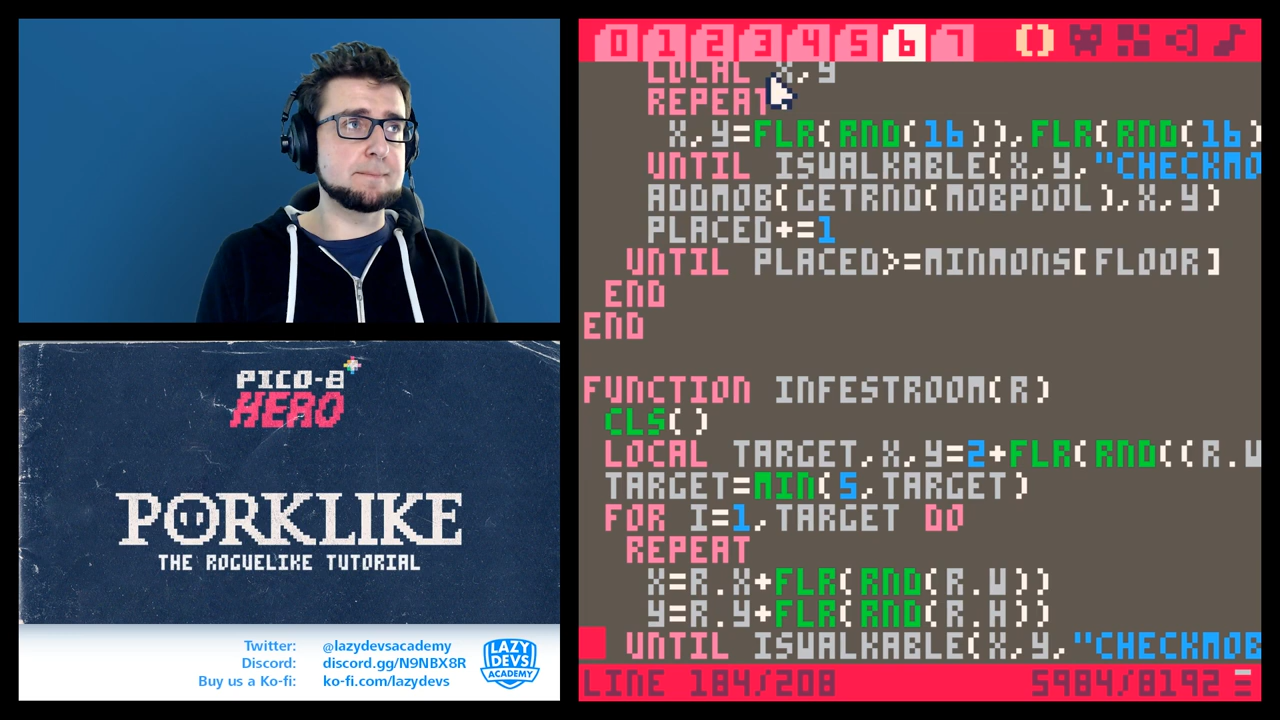 0 1 2 3 4 5 6 7
LOCAL X,Y
REPEAT
X,Y=FLR(RND(16)),FLR(RND(16)
UNTIL ISWALKABLE(X,Y,"CHECKMO
ADDMOB(GETRND(MOBPOOL),X,Y)
PLACED+=1
UNTIL PLACED>=MINMONS[FLOOR]
END
END
FUNCTION INFESTROOM(R)
CLS()
LOCAL TARGET,X,Y=2+FLR(RND((R.W
TARGET=MIN(5,TARGET)
FOR I=1,TARGET DO
REPEAT
X=R.X+FLR(RND(R.W))
Y=R.Y+FLR(RND(R.H))
UNTIL ISWALKABLE(X,Y,"CHECKMOB
LINE 184/208 5984/8192
PICO-8
HERO
PORKLIKE
THE ROGUELIKE TUTORIAL
Twitter: @lazydevsacademy
Discord: discord.gg/N9NBX8R
Buy us a Ko-fi: ko-fi.com/lazydevs
LAZY
DEVS
ACADEMY